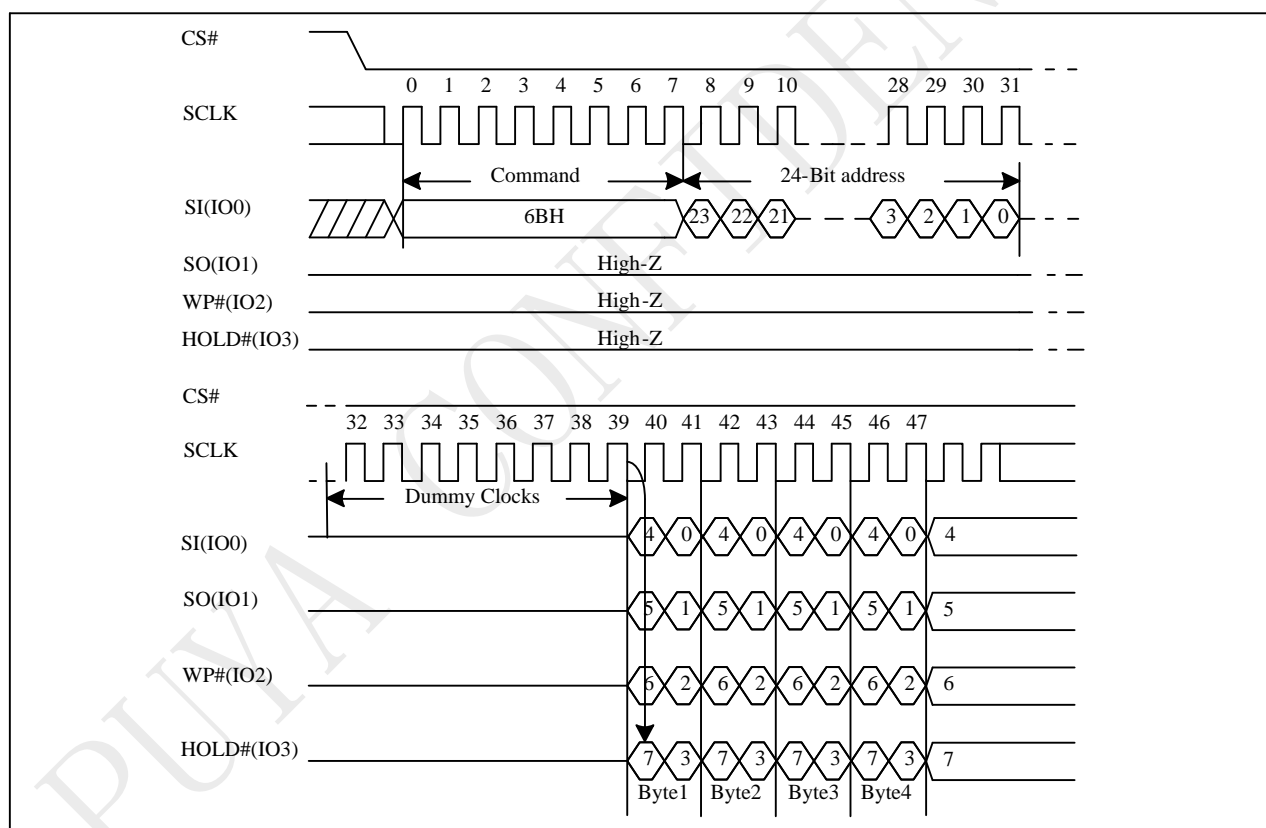 CS#
0 1 2 3 4 5 6 7 8 9 10 28 29 30 31
SCLK
Command 24-Bit address
SI(IO0) 6BH 23 22 21 3 2 1 0
SO(IO1) High-Z
WP#(IO2) High-Z
HOLD#(IO3) High-Z
CS#
32 33 34 35 36 37 38 39 40 41 42 43 44 45 46 47
SCLK
Dummy Clocks
SI(IO0) 4 0 4 0 4 0 4 0 4
SO(IO1) 5 1 5 1 5 1 5 1 5
WP#(IO2) 6 2 6 2 6 2 6 2 6
HOLD#(IO3) 7 3 7 3 7 3 7 3 7
Byte1 Byte2 Byte3 Byte4
PUYA CONFIDEN